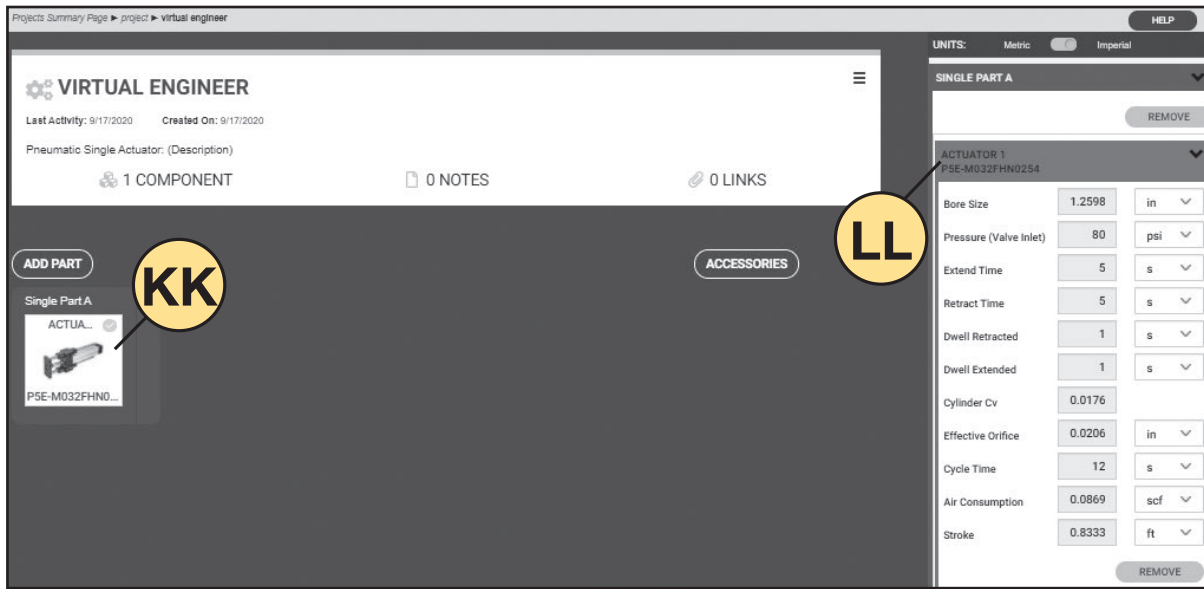 Projects Summary Page ► project ► virtual engineer
HELP
UNITS: Metric Imperial
VIRTUAL ENGINEER
Last Activity: 9/17/2020 Created On: 9/17/2020
Pneumatic Single Actuator: (Description)
1 COMPONENT 0 NOTES 0 LINKS
ADD PART
ACCESSORIES
KK
Single Part A
ACTUA...
P5E-M032FHN0...
SINGLE PART A
REMOVE
LL
ACTUATOR 1
P5E-M032FHN0254
Bore Size 1.2598 in
Pressure (Valve Inlet) 80 psi
Extend Time 5 s
Retract Time 5 s
Dwell Retracted 1 s
Dwell Extended 1 s
Cylinder Cv 0.0176
Effective Orifice 0.0206 in
Cycle Time 12 s
Air Consumption 0.0869 scf
Stroke 0.8333 ft
REMOVE